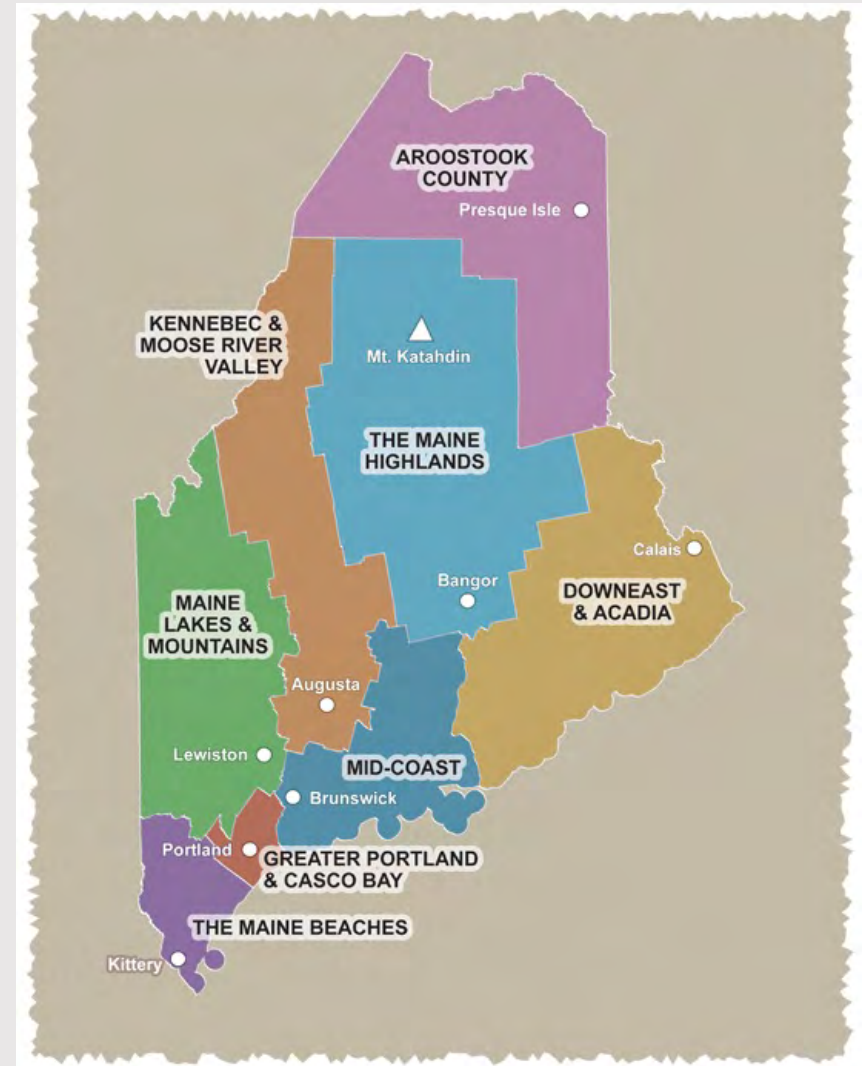 AROOSTOOK
COUNTY
Presque Isle
KENNEBEC &
MOOSE RIVER
VALLEY
Mt. Katahdin
THE MAINE
HIGHLANDS
Calais
Bangor
DOWNEAST
& ACADIA
MAINE
LAKES &
MOUNTAINS
Augusta
Lewiston
MID-COAST
Brunswick
Portland
GREATER PORTLAND
& CASCO BAY
THE MAINE BEACHES
Kittery